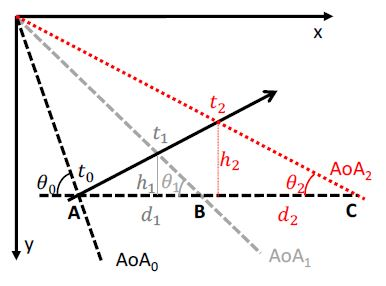 x
t₂
t₁
t₀
AoA₂
θ₀
h₁
θ₁
h₂
θ₂
A
B
C
d₁
d₂
y
AoA₀
AoA₁